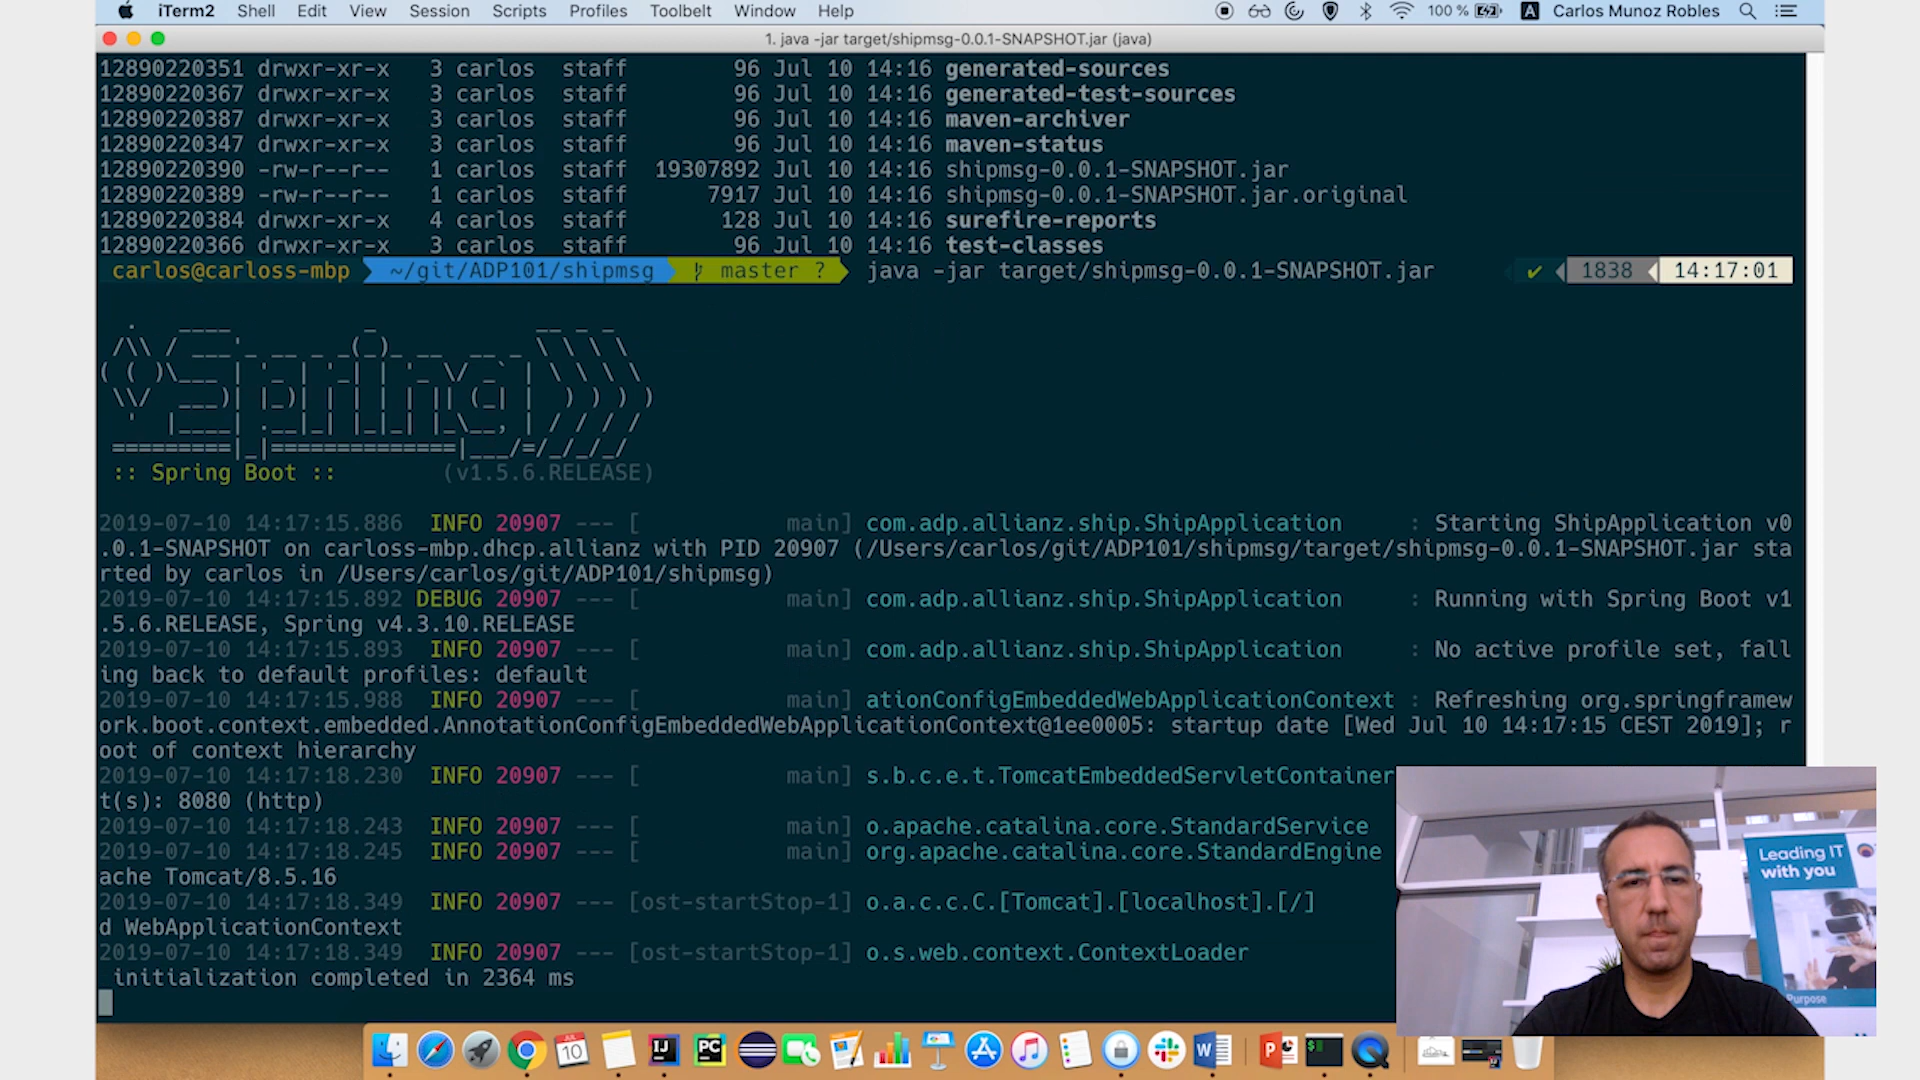 iTerm2 Shell Edit View Session Scripts Profiles Toolbelt Window Help 100 % A Carlos Munoz Robles
1. java -jar target/shipmsg-0.0.1-SNAPSHOT.jar (java)
12890220351 drwxr-xr-x 3 carlos staff 96 Jul 10 14:16 generated-sources
12890220367 drwxr-xr-x 3 carlos staff 96 Jul 10 14:16 generated-test-sources
12890220387 drwxr-xr-x 3 carlos staff 96 Jul 10 14:16 maven-archiver
12890220347 drwxr-xr-x 3 carlos staff 96 Jul 10 14:16 maven-status
12890220390 -rw-r--r-- 1 carlos staff 19307892 Jul 10 14:16 shipmsg-0.0.1-SNAPSHOT.jar
12890220389 -rw-r--r-- 1 carlos staff 7917 Jul 10 14:16 shipmsg-0.0.1-SNAPSHOT.jar.original
12890220384 drwxr-xr-x 4 carlos staff 128 Jul 10 14:16 surefire-reports
12890220366 drwxr-xr-x 3 carlos staff 96 Jul 10 14:16 test-classes
carlos@carloss-mbp ~/git/ADP101/shipmsg master ? java -jar target/shipmsg-0.0.1-SNAPSHOT.jar ✔ 1838 14:17:01
Spring
:: Spring Boot :: (v1.5.6.RELEASE)
2019-07-10 14:17:15.886 INFO 20907 --- [ main] com.adp.allianz.ship.ShipApplication : Starting ShipApplication v0
.0.1-SNAPSHOT on carloss-mbp.dhcp.allianz with PID 20907 (/Users/carlos/git/ADP101/shipmsg/target/shipmsg-0.0.1-SNAPSHOT.jar sta
rted by carlos in /Users/carlos/git/ADP101/shipmsg)
2019-07-10 14:17:15.892 DEBUG 20907 --- [ main] com.adp.allianz.ship.ShipApplication : Running with Spring Boot v1
.5.6.RELEASE, Spring v4.3.10.RELEASE
2019-07-10 14:17:15.893 INFO 20907 --- [ main] com.adp.allianz.ship.ShipApplication : No active profile set, fall
ing back to default profiles: default
2019-07-10 14:17:15.988 INFO 20907 --- [ main] ationConfigEmbeddedWebApplicationContext : Refreshing org.springframew
ork.boot.context.embedded.AnnotationConfigEmbeddedWebApplicationContext@1ee0005: startup date [Wed Jul 10 14:17:15 CEST 2019]; r
oot of context hierarchy
2019-07-10 14:17:18.230 INFO 20907 --- [ main] s.b.c.e.t.TomcatEmbeddedServletContainer
t(s): 8080 (http)
2019-07-10 14:17:18.243 INFO 20907 --- [ main] o.apache.catalina.core.StandardService
2019-07-10 14:17:18.245 INFO 20907 --- [ main] org.apache.catalina.core.StandardEngine
ache Tomcat/8.5.16
2019-07-10 14:17:18.349 INFO 20907 --- [ost-startStop-1] o.a.c.c.C.[Tomcat].[localhost].[/]
d WebApplicationContext
2019-07-10 14:17:18.349 INFO 20907 --- [ost-startStop-1] o.s.web.context.ContextLoader
initialization completed in 2364 ms
Leading IT
with you
Purpose
JUL
10
IJ
PC
W
P
$